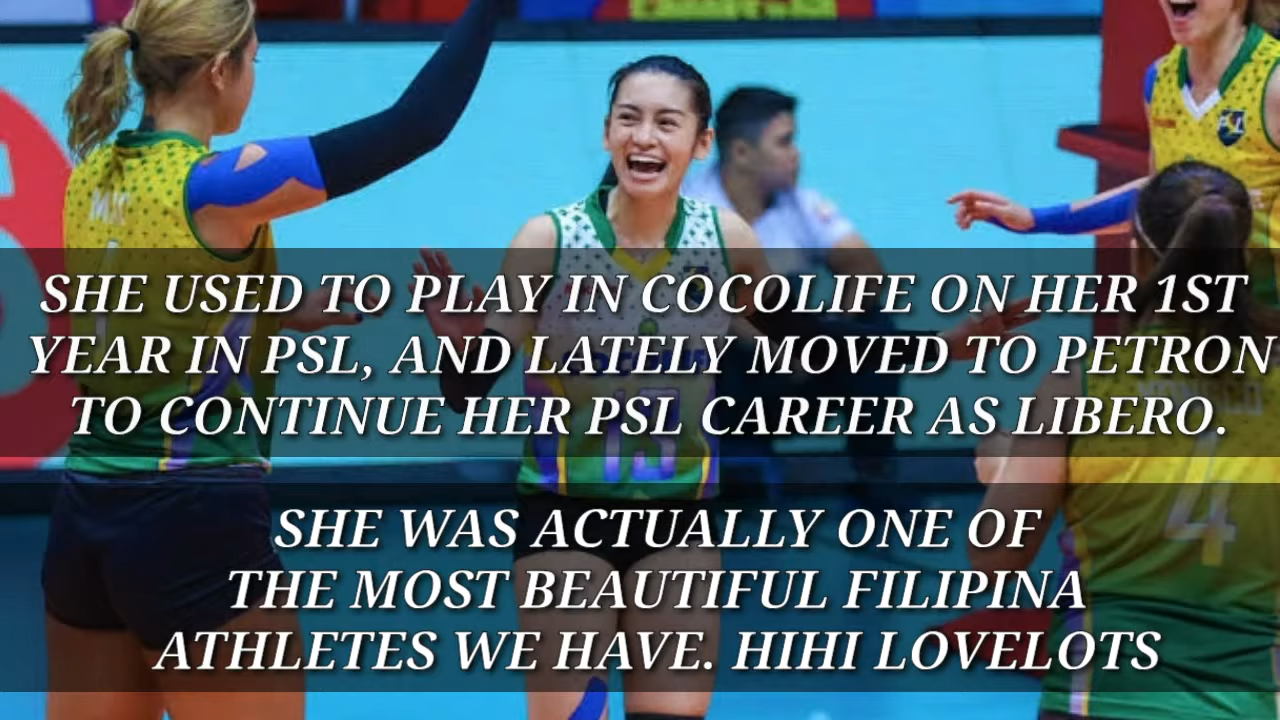 SHE USED TO PLAY IN COCOLIFE ON HER 1ST
YEAR IN PSL, AND LATELY MOVED TO PETRON
TO CONTINUE HER PSL CAREER AS LIBERO.
SHE WAS ACTUALLY ONE OF
THE MOST BEAUTIFUL FILIPINA
ATHLETES WE HAVE. HIHI LOVELOTS
15
4